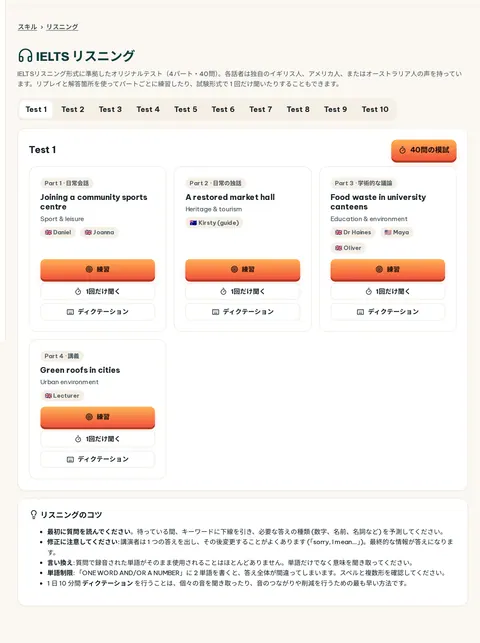 スキル › リスニング
IELTS リスニング
IELTSリスニング形式に準拠したオリジナルテスト（4パート・40問）。各話者は独自のイギリス人、アメリカ人、またはオーストラリア人の声を持ってい
ます。リプレイと解答箇所を使ってパートごとに練習したり、試験形式で1回だけ聞いたりすることもできます。
Test 1 Test 2 Test 3 Test 4 Test 5 Test 6 Test 7 Test 8 Test 9 Test 10
Test 1
40問の模試
Part 1 · 日常会話
Joining a community sports
centre
Sport & leisure
Daniel Joanna
練習
1回だけ聞く
ディクテーション
Part 2 · 日常の独話
A restored market hall
Heritage & tourism
Kirsty (guide)
練習
1回だけ聞く
ディクテーション
Part 3 · 学術的な議論
Food waste in university
canteens
Education & environment
Dr Haines Maya
Oliver
練習
1回だけ聞く
ディクテーション
Part 4 · 講義
Green roofs in cities
Urban environment
Lecturer
練習
1回だけ聞く
ディクテーション
リスニングのコツ
最初に質問を読んでください。待っている間、キーワードに下線を引き、必要な答えの種類 (数字、名前、名詞など) を予測してください。
修正に注意してください: 講演者は 1 つの答えを出し、その後変更することがよくあります (「sorry, I mean...」)。最終的な情報が答えになりま
す。
言い換え: 質問で録音された単語がそのまま使用されることはほとんどありません。単語だけでなく意味を聞き取ってください。
単語制限: 「ONE WORD AND/OR A NUMBER」に 2 単語を書くと、答え全体が間違ってしまいます。スペルと複数形を確認してください。
1 日 10 分間 ディクテーション を行うことは、個々の音を聞き取ったり、音のつながりや削減を行うための最も早い方法です。